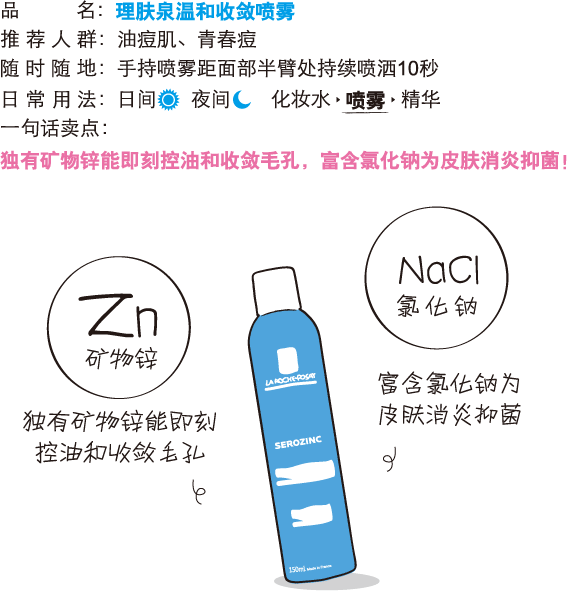 品 名：理肤泉温和收敛喷雾
推荐人群：油痘肌、青春痘
随时随地：手持喷雾距面部半臂处持续喷洒10秒
日常用法：日间 夜间 化妆水 喷雾 精华
一句话卖点：
独有矿物锌能即刻控油和收敛毛孔，富含氯化钠为皮肤消炎抑菌！
Zn
矿物锌
独有矿物锌能即刻
控油和收敛毛孔
NaCl
氯化钠
富含氯化钠为
皮肤消炎抑菌
LA ROCHE-POSAY
SEROZINC
150ml Made in France